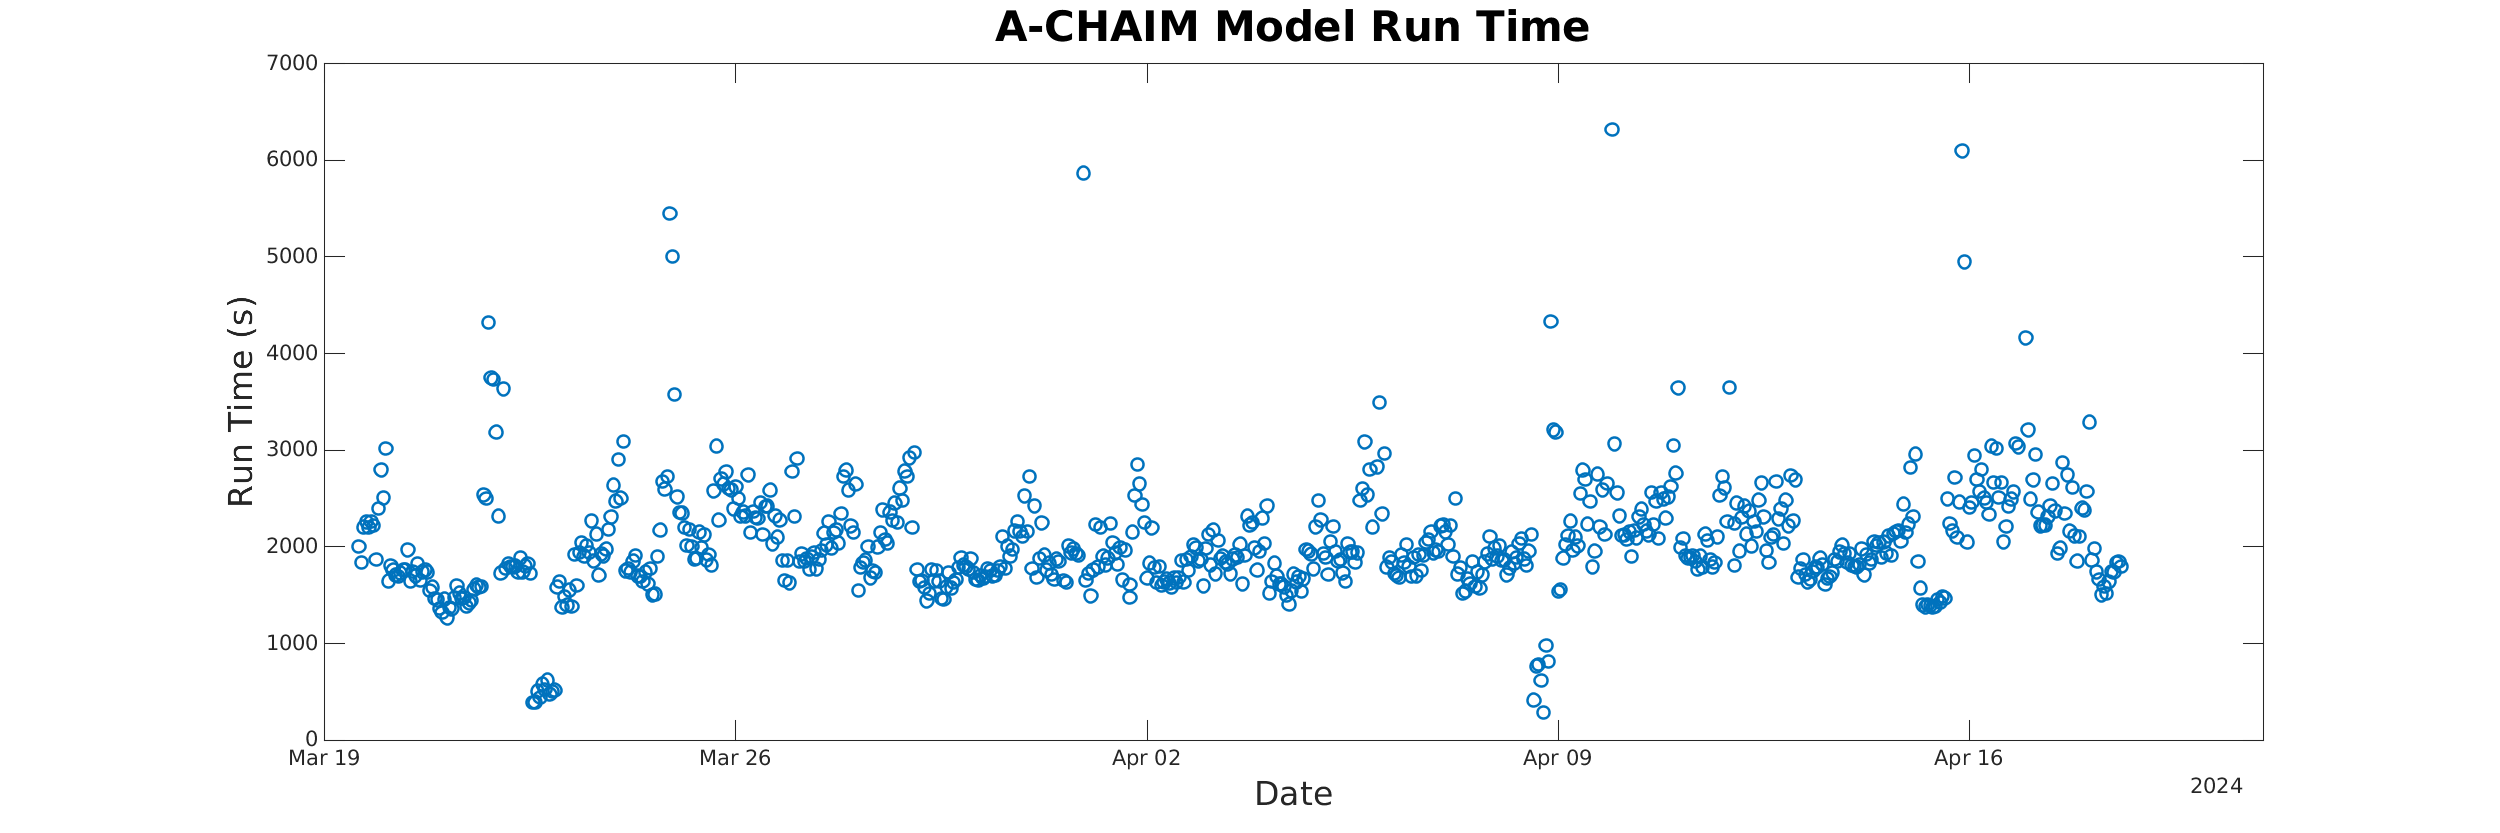 A-CHAIM Model Run Time
7000
6000
5000
4000
3000
2000
1000
0
Run Time (s)
Mar 19
Mar 26
Apr 02
Apr 09
Apr 16
2024
Date